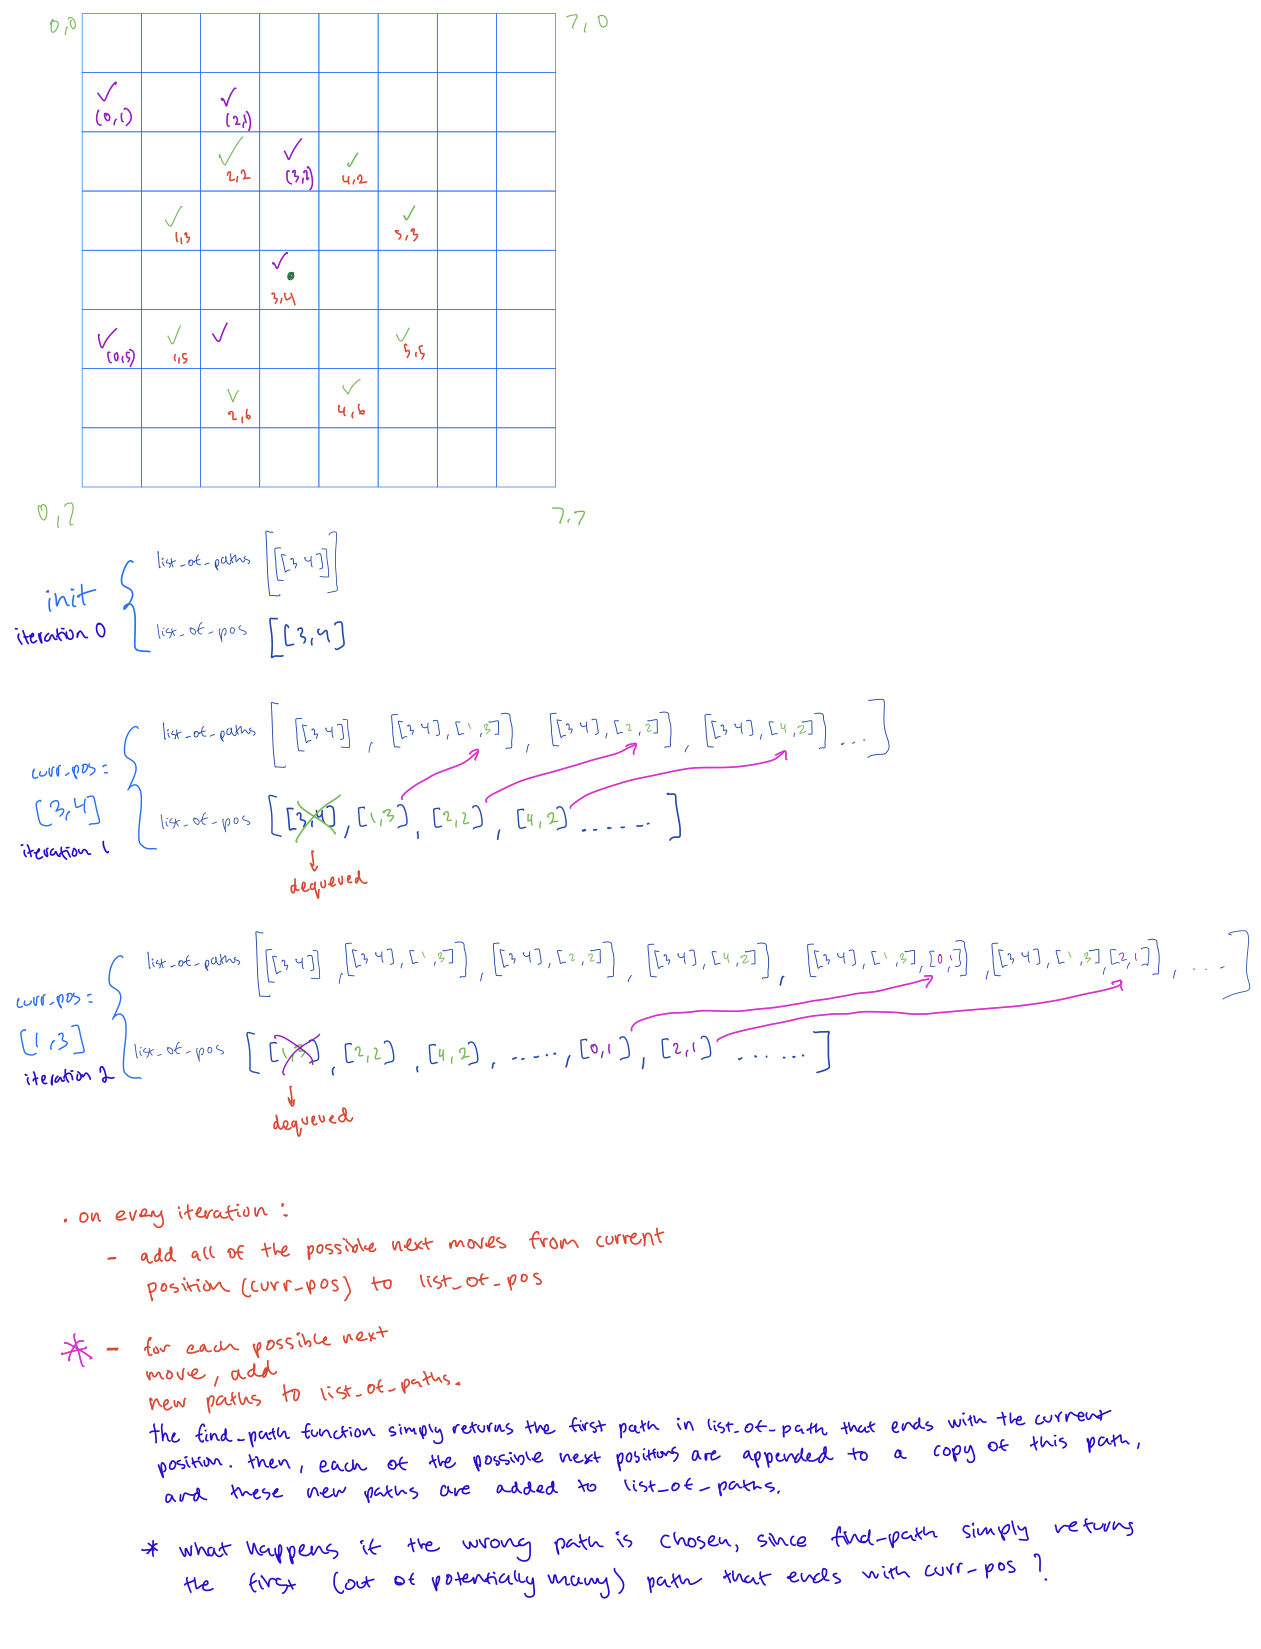 0,0
7,0
(0,1)
(2,1)
2,2
(3,2)
4,2
1,3
5,3
3,4
(0,5)
1,5
5,5
2,6
4,6
0,7
7,7
init
iteration 0
list_of_paths [[[3 4]]]
list_of_pos [[3,4]
curr_pos =
[3,4]
iteration 1
list_of_paths [ [[3 4]], [[3 4],[1,3]], [[3 4],[2,2]], [[3 4],[4,2]] ... ]
list_of_pos [[3,4], [1,3], [2,2], [4,2] ...... ]
dequeued
curr_pos =
[1,3]
iteration 2
list_of_paths [[[3 4]], [[3 4],[1,3]], [[3 4],[2,2]], [[3 4],[4,2]], [[3 4],[1,3],[0,1]], [[3 4],[1,3],[2,1]], .... ]
list_of_pos [ [1,3], [2,2], [4,2], ......, [0,1], [2,1] ...... ]
dequeued
. on every iteration :
- add all of the possible next moves from current
position (curr_pos) to list_of_pos
* - for each possible next
move, add
new paths to list_of_paths.
the find_path function simply returns the first path in list_of_path that ends with the current
position. then, each of the possible next positions are appended to a copy of this path,
and these new paths are added to list_of_paths.
* what happens if the wrong path is chosen, since find_path simply returns
the first (out of potentially many) path that ends with curr_pos ?